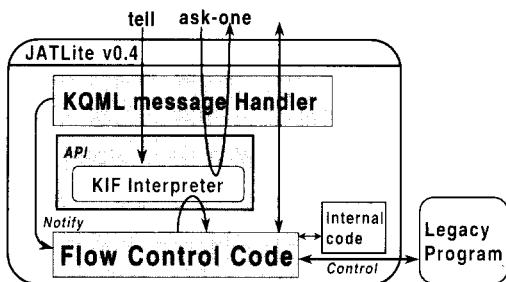 tell ask-one
JATLite v0.4
KQML message Handler
API
KIF Interpreter
Notify
Internal
code
Flow Control Code
Control
Legacy
Program